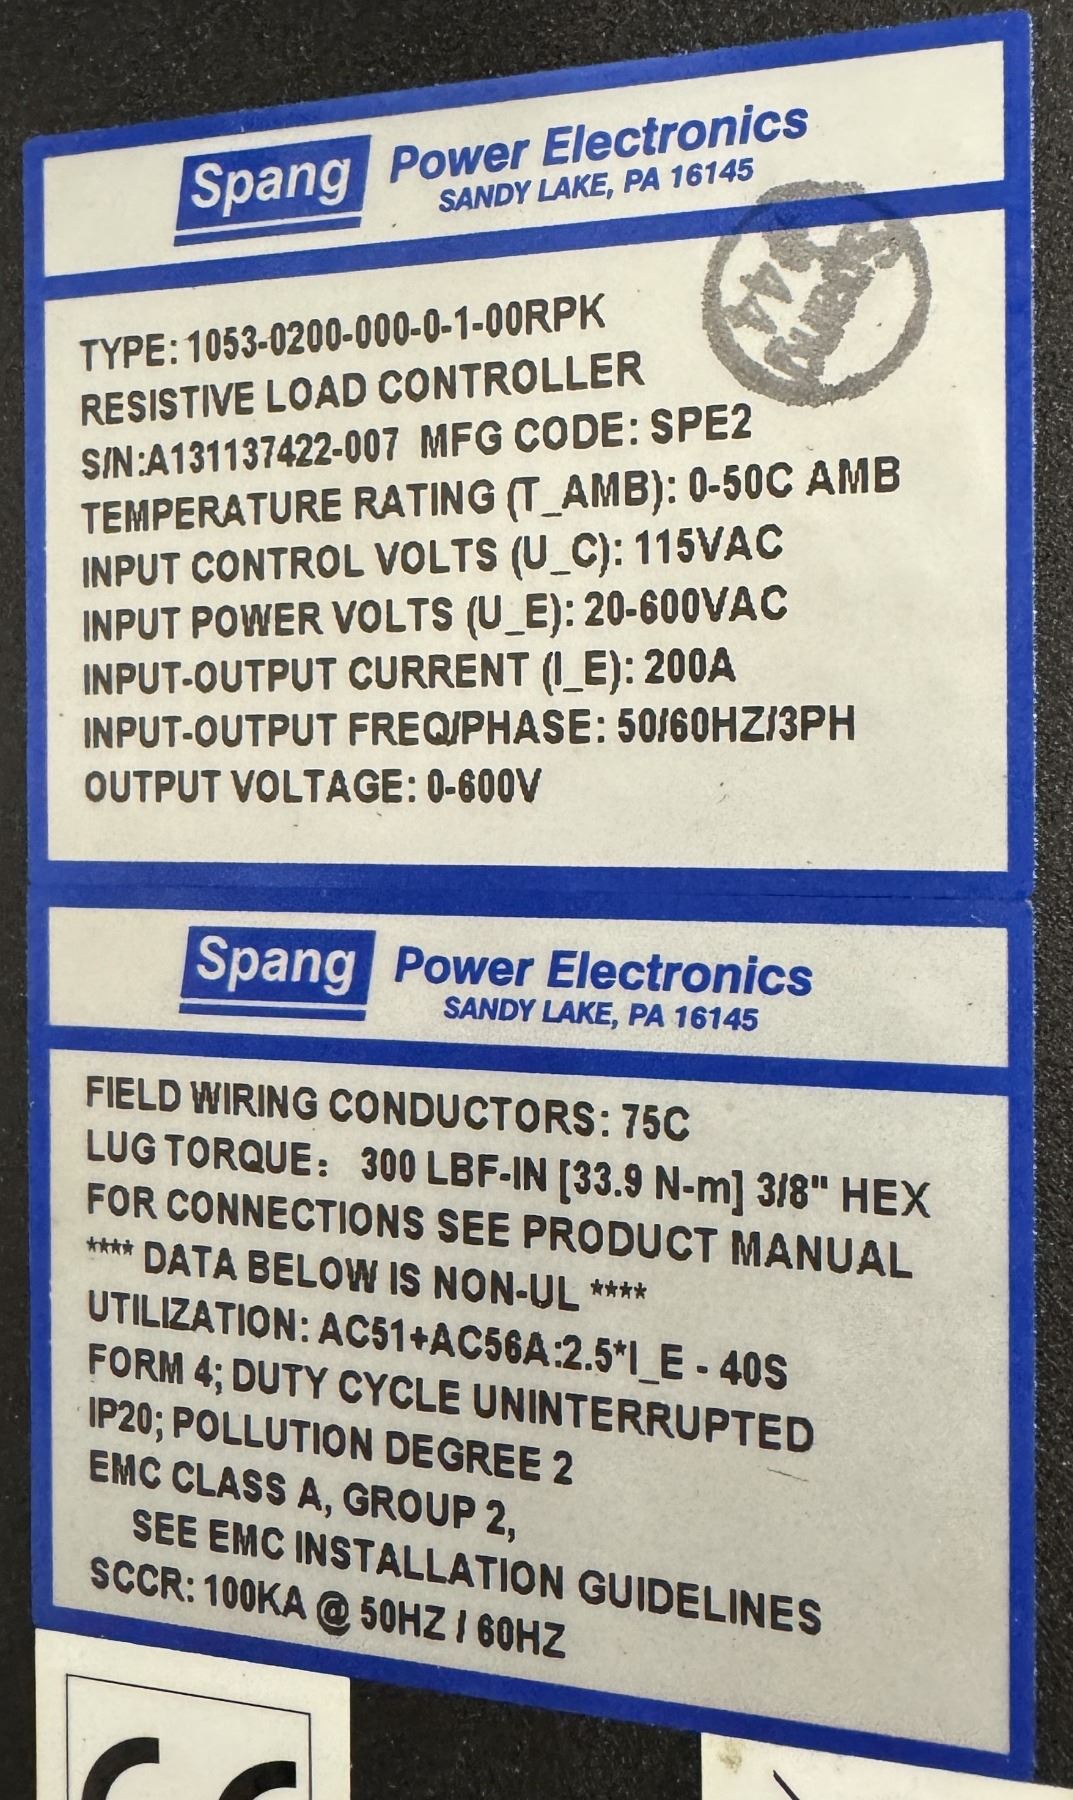 Spang Power Electronics
SANDY LAKE, PA 16145
TYPE: 1053-0200-000-0-1-00RPK
RESISTIVE LOAD CONTROLLER
S/N:A131137422-007 MFG CODE: SPE2
TEMPERATURE RATING (T_AMB): 0-50C AMB
INPUT CONTROL VOLTS (U_C): 115VAC
INPUT POWER VOLTS (U_E): 20-600VAC
INPUT-OUTPUT CURRENT (I_E): 200A
INPUT-OUTPUT FREQ/PHASE: 50/60HZ/3PH
OUTPUT VOLTAGE: 0-600V
Spang Power Electronics
SANDY LAKE, PA 16145
FIELD WIRING CONDUCTORS: 75C
LUG TORQUE: 300 LBF-IN [33.9 N-m] 3/8" HEX
FOR CONNECTIONS SEE PRODUCT MANUAL
**** DATA BELOW IS NON-UL ****
UTILIZATION: AC51+AC56A:2.5*I_E - 40S
FORM 4; DUTY CYCLE UNINTERRUPTED
IP20; POLLUTION DEGREE 2
EMC CLASS A, GROUP 2,
SEE EMC INSTALLATION GUIDELINES
SCCR: 100KA @ 50HZ / 60HZ